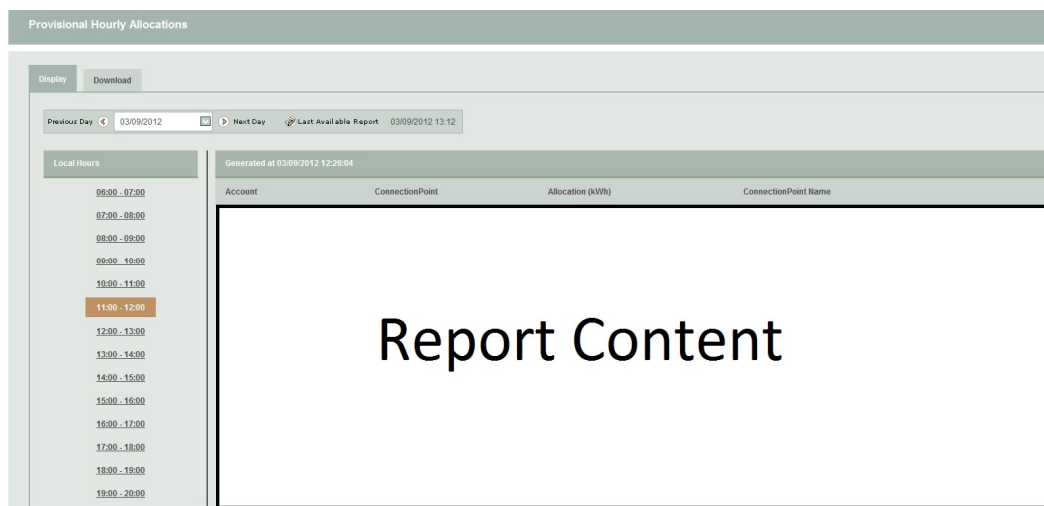 Provisional Hourly Allocations
Display Download
Previous Day 03/09/2012 Next Day Last Available Report 03/09/2012 13:12
Local Hours Generated at 03/09/2012 12:26:04
Account ConnectionPoint Allocation (kWh) ConnectionPoint Name
06:00 - 07:00
07:00 - 08:00
08:00 - 09:00
09:00 - 10:00
10:00 - 11:00
11:00 - 12:00
12:00 - 13:00
13:00 - 14:00
14:00 - 15:00
15:00 - 16:00
16:00 - 17:00
17:00 - 18:00
18:00 - 19:00
19:00 - 20:00
Report Content